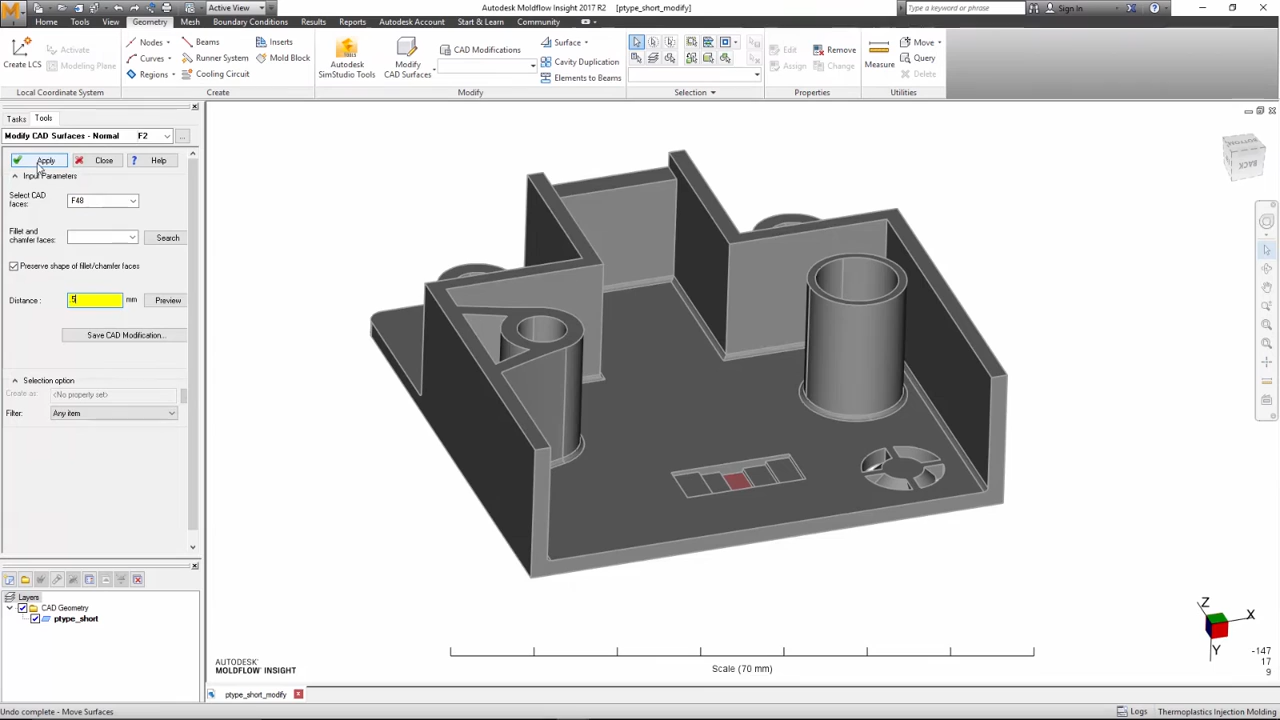 Active View
Autodesk Moldflow Insight 2017 R2 [ptype_short_modify]
Type a keyword or phrase
Sign In
Home Tools View Geometry Mesh Boundary Conditions Results Reports Autodesk Account Start & Learn Community
Create LCS
Activate
Modeling Plane
Nodes
Curves
Regions
Beams
Runner System
Cooling Circuit
Inserts
Mold Block
Autodesk
SimStudio Tools
Modify
CAD Surfaces
CAD Modifications
Surface
Cavity Duplication
Elements to Beams
Edit
Assign
Remove
Change
Measure
Move
Query
Delete
Local Coordinate System Create Modify Selection Properties Utilities
Tasks Tools
Modify CAD Surfaces - Normal F2
...
Apply Close ? Help
Input Parameters
Select CAD
faces:
F48
Fillet and
chamfer faces:
Search
Preserve shape of fillet/chamfer faces
Distance : 5 mm Preview
Save CAD Modification...
Selection option
Create as: <No property set>
Filter: Any item
Layers
CAD Geometry
ptype_short
BOTTOM
BACK
Z
X
Y
-147
17
9
AUTODESK®
MOLDFLOW INSIGHT
Scale (70 mm)
ptype_short_modify
Undo complete - Move Surfaces
Logs Thermoplastics Injection Molding